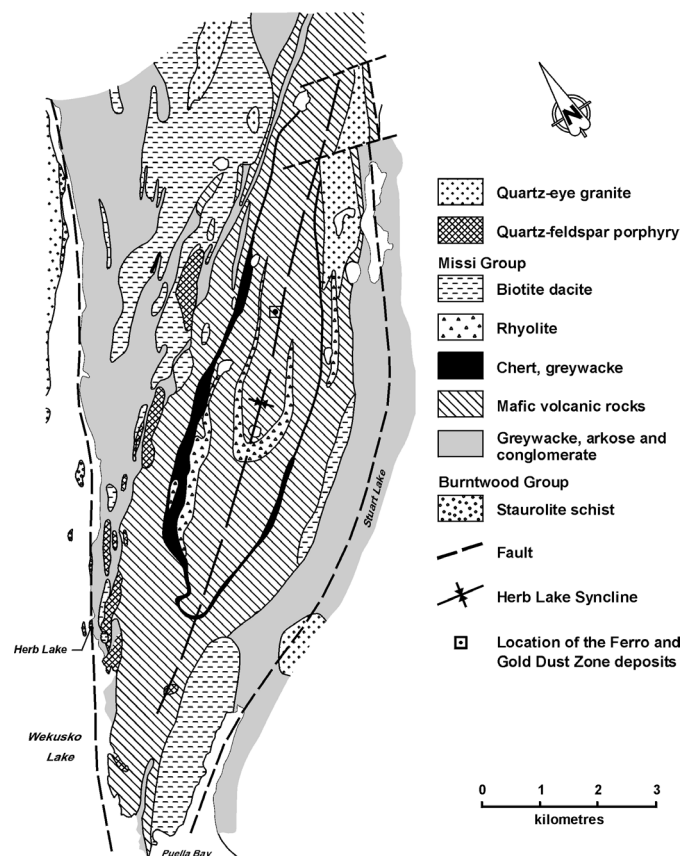 N
Quartz-eye granite
Quartz-feldspar porphyry
Missi Group
Biotite dacite
Rhyolite
Chert, greywacke
Mafic volcanic rocks
Greywacke, arkose and
conglomerate
Burntwood Group
Staurolite schist
Fault
Herb Lake Syncline
Location of the Ferro and
Gold Dust Zone deposits
Stuart Lake
Herb Lake
Wekusko
Lake
Puella Bay
0 1 2 3
kilometres